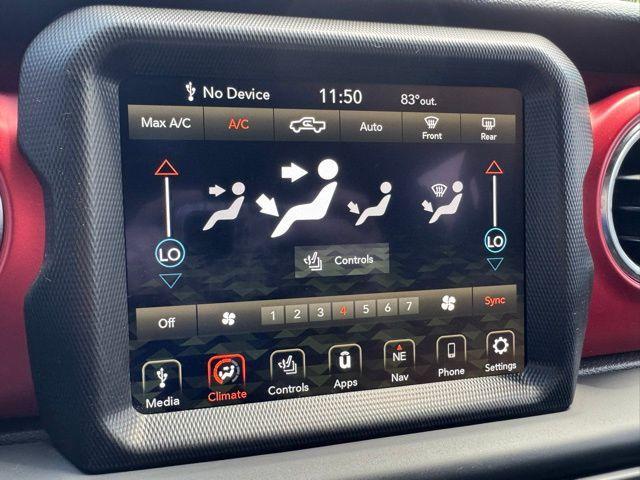 No Device 11:50 83°out.
Max A/C A/C Auto Front Rear
LO LO
Controls
Off 1 2 3 4 5 6 7 Sync
NE
Media Climate Controls Apps Nav Phone Settings